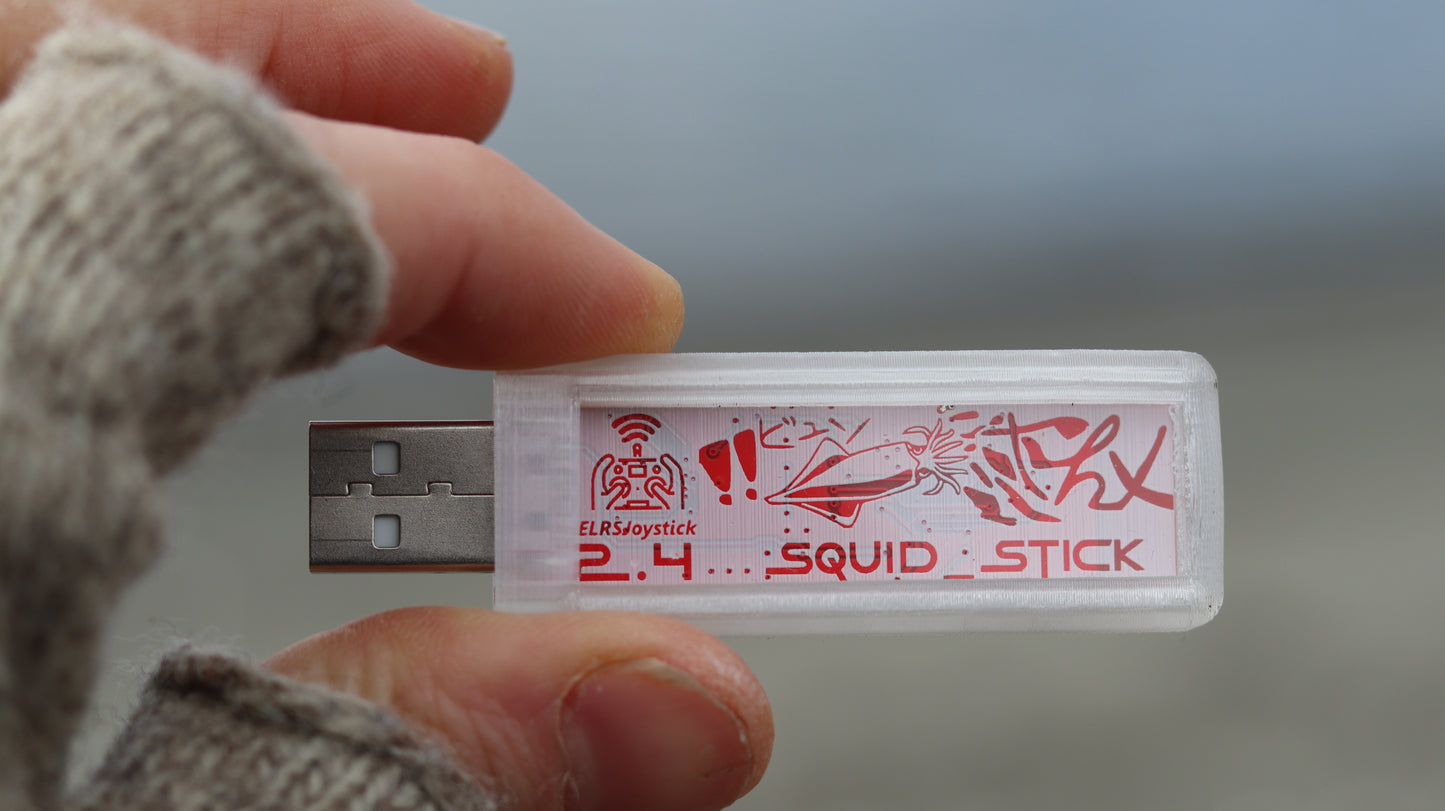 !!
ビュン
ELRSJoystick
2.4 ... :SQUID_STICK